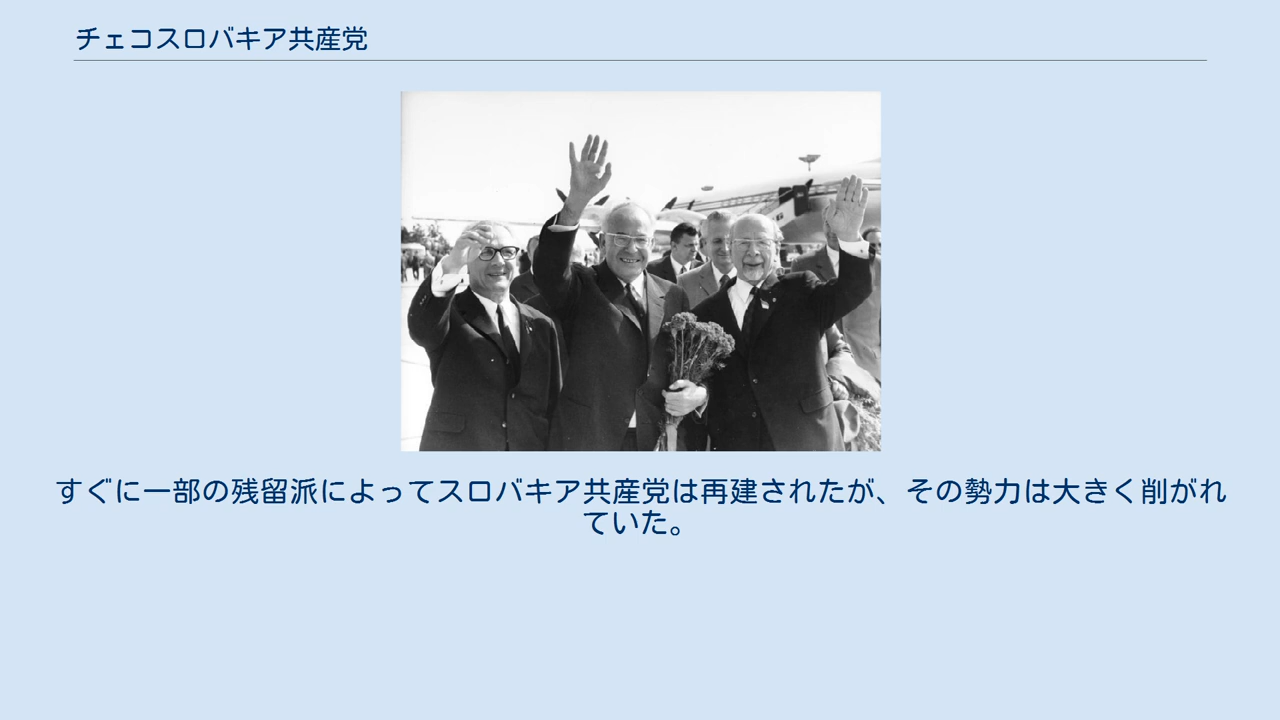 チェコスロバキア共産党
すぐに一部の残留派によってスロバキア共産党は再建されたが、その勢力は大きく削がれ
ていた。